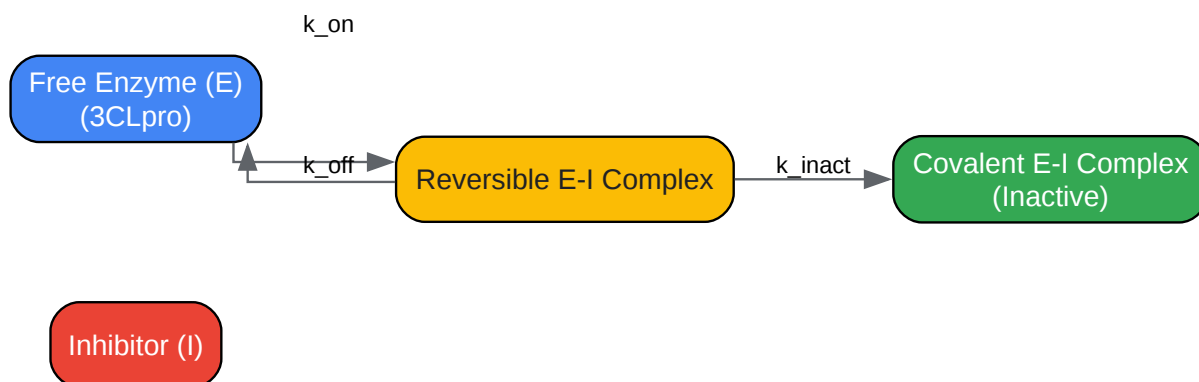 k_on
Free Enzyme (E)
(3CLpro)
k_off
Reversible E-I Complex
k_inact
Covalent E-I Complex
(Inactive)
Inhibitor (I)